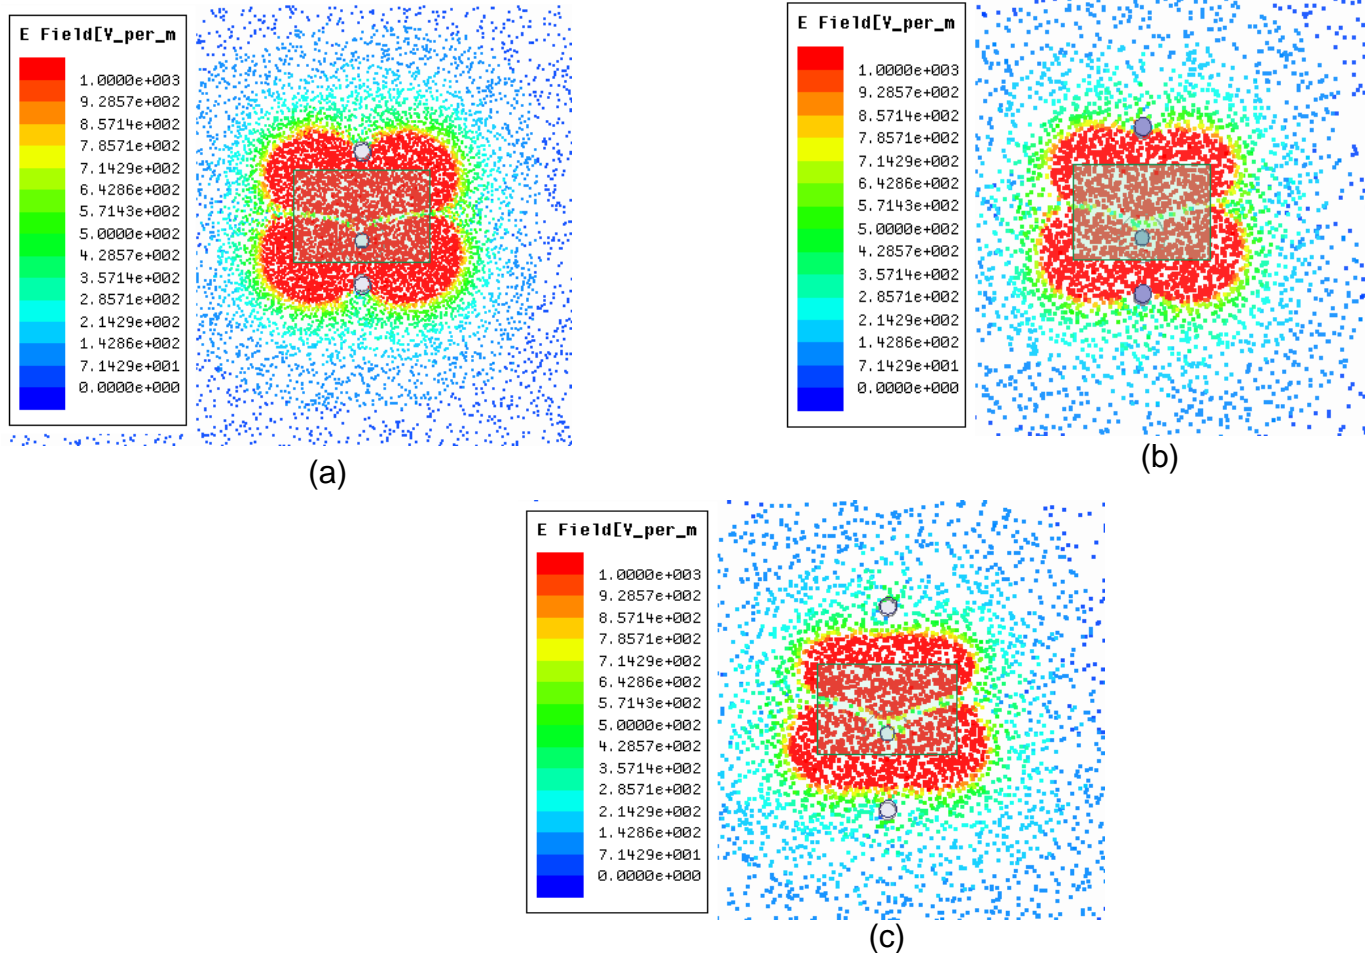 E Field[V_per_m
1.0000e+003
9.2857e+002
8.5714e+002
7.8571e+002
7.1429e+002
6.4286e+002
5.7143e+002
5.0000e+002
4.2857e+002
3.5714e+002
2.8571e+002
2.1429e+002
1.4286e+002
7.1429e+001
0.0000e+000
(a)
E Field[V_per_m
1.0000e+003
9.2857e+002
8.5714e+002
7.8571e+002
7.1429e+002
6.4286e+002
5.7143e+002
5.0000e+002
4.2857e+002
3.5714e+002
2.8571e+002
2.1429e+002
1.4286e+002
7.1429e+001
0.0000e+000
(b)
E Field[V_per_m
1.0000e+003
9.2857e+002
8.5714e+002
7.8571e+002
7.1429e+002
6.4286e+002
5.7143e+002
5.0000e+002
4.2857e+002
3.5714e+002
2.8571e+002
2.1429e+002
1.4286e+002
7.1429e+001
0.0000e+000
(c)